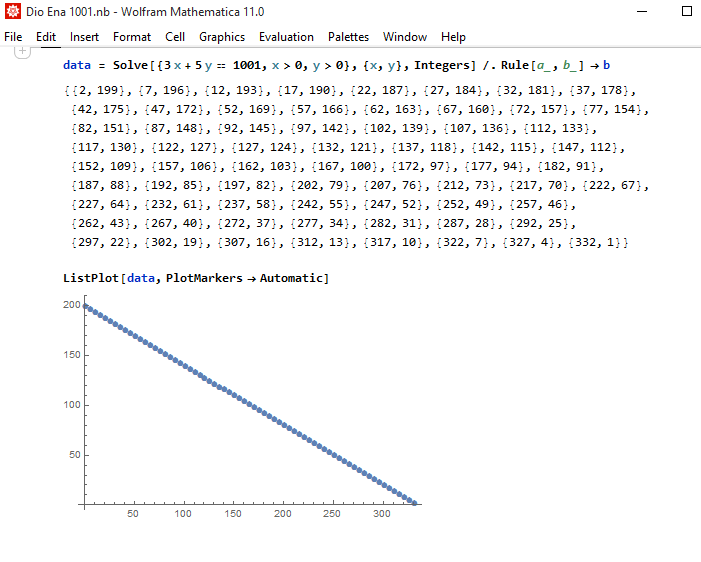 Dio Ena 1001.nb - Wolfram Mathematica 11.0
File Edit Insert Format Cell Graphics Evaluation Palettes Window Help
data = Solve[{3 x + 5 y == 1001, x > 0, y > 0}, {x, y}, Integers] /. Rule[a_, b_] → b
{{2, 199}, {7, 196}, {12, 193}, {17, 190}, {22, 187}, {27, 184}, {32, 181}, {37, 178},
{42, 175}, {47, 172}, {52, 169}, {57, 166}, {62, 163}, {67, 160}, {72, 157}, {77, 154},
{82, 151}, {87, 148}, {92, 145}, {97, 142}, {102, 139}, {107, 136}, {112, 133},
{117, 130}, {122, 127}, {127, 124}, {132, 121}, {137, 118}, {142, 115}, {147, 112},
{152, 109}, {157, 106}, {162, 103}, {167, 100}, {172, 97}, {177, 94}, {182, 91},
{187, 88}, {192, 85}, {197, 82}, {202, 79}, {207, 76}, {212, 73}, {217, 70}, {222, 67},
{227, 64}, {232, 61}, {237, 58}, {242, 55}, {247, 52}, {252, 49}, {257, 46},
{262, 43}, {267, 40}, {272, 37}, {277, 34}, {282, 31}, {287, 28}, {292, 25},
{297, 22}, {302, 19}, {307, 16}, {312, 13}, {317, 10}, {322, 7}, {327, 4}, {332, 1}}
ListPlot[data, PlotMarkers → Automatic]
200
150
100
50
50 100 150 200 250 300